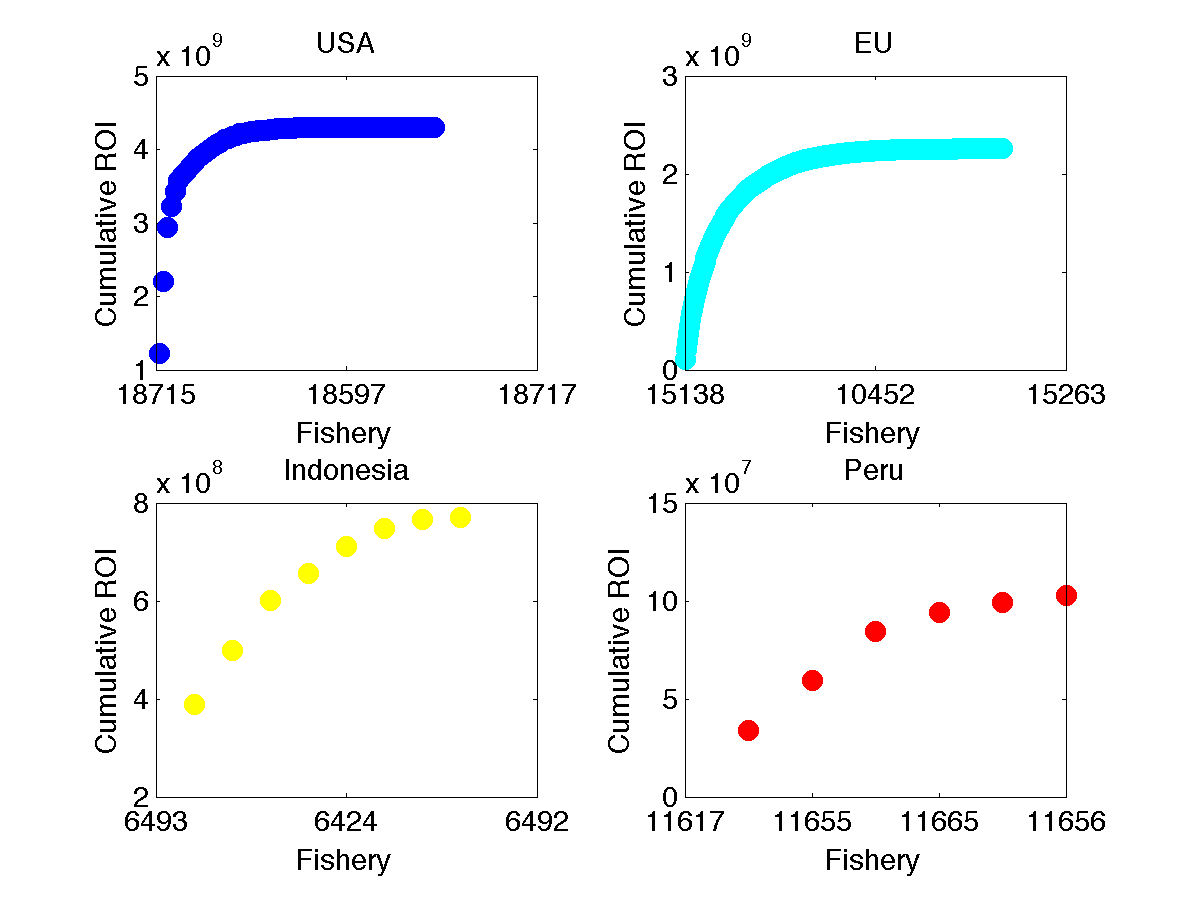 USA
x 10^9
5
4
3
2
1
Cumulative ROI
18715 18597 18717
Fishery
EU
x 10^9
3
2
1
0
Cumulative ROI
15138 10452 15263
Fishery
Indonesia
x 10^8
8
6
4
2
Cumulative ROI
6493 6424 6492
Fishery
Peru
x 10^7
15
10
5
0
Cumulative ROI
11617 11655 11665 11656
Fishery